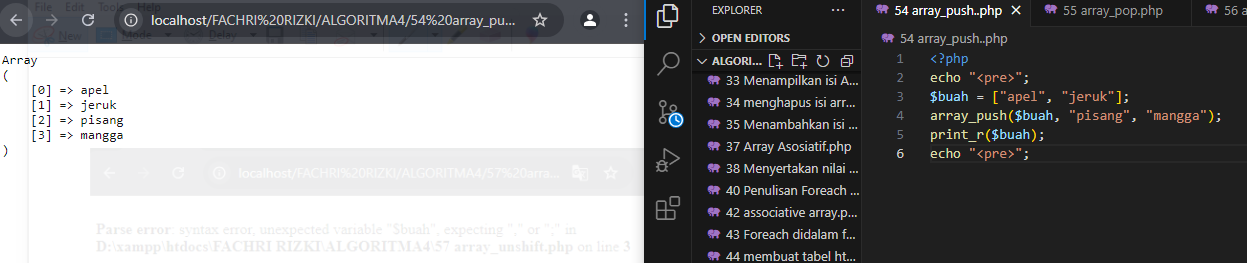 File Home
New
Mode
Delay
localhost/FACHRI%20RIZKI/ALGORITMA4/54%20array_pu...
Array
(
[0] => apel
[1] => jeruk
[2] => pisang
[3] => mangga
)
localhost/FACHRI%20RIZKI/ALGORITMA4/57%20arra...
Parse error: syntax error, unexpected variable "$buah", expecting "," or ";" in
D:\xampp\htdocs\FACHRI RIZKI\ALGORITMA4\57 array_unshift.php on line 3
EXPLORER
OPEN EDITORS
ALGORI...
33 Menampilkan isi A...
34 menghapus isi arr...
35 Menambahkan isi ...
37 Array Asosiatif.php
38 Menyertakan nilai ...
40 Penulisan Foreach ...
42 associative array.p...
43 Foreach didalam f...
44 membuat tabel ht...
54 array_push..php
55 array_pop.php
56 a
54 array_push..php
1 <?php
2 echo "<pre>";
3 $buah = ["apel", "jeruk"];
4 array_push($buah, "pisang", "mangga");
5 print_r($buah);
6 echo "<pre>";